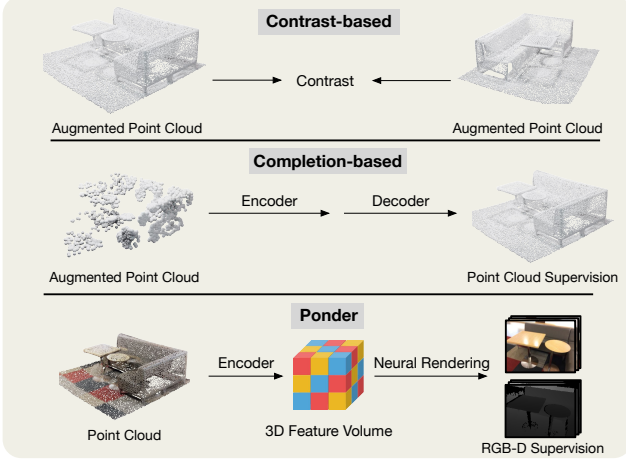 Contrast-based
Contrast
Augmented Point Cloud
Augmented Point Cloud
Completion-based
Encoder
Decoder
Augmented Point Cloud
Point Cloud Supervision
Ponder
Encoder
Neural Rendering
Point Cloud
3D Feature Volume
RGB-D Supervision